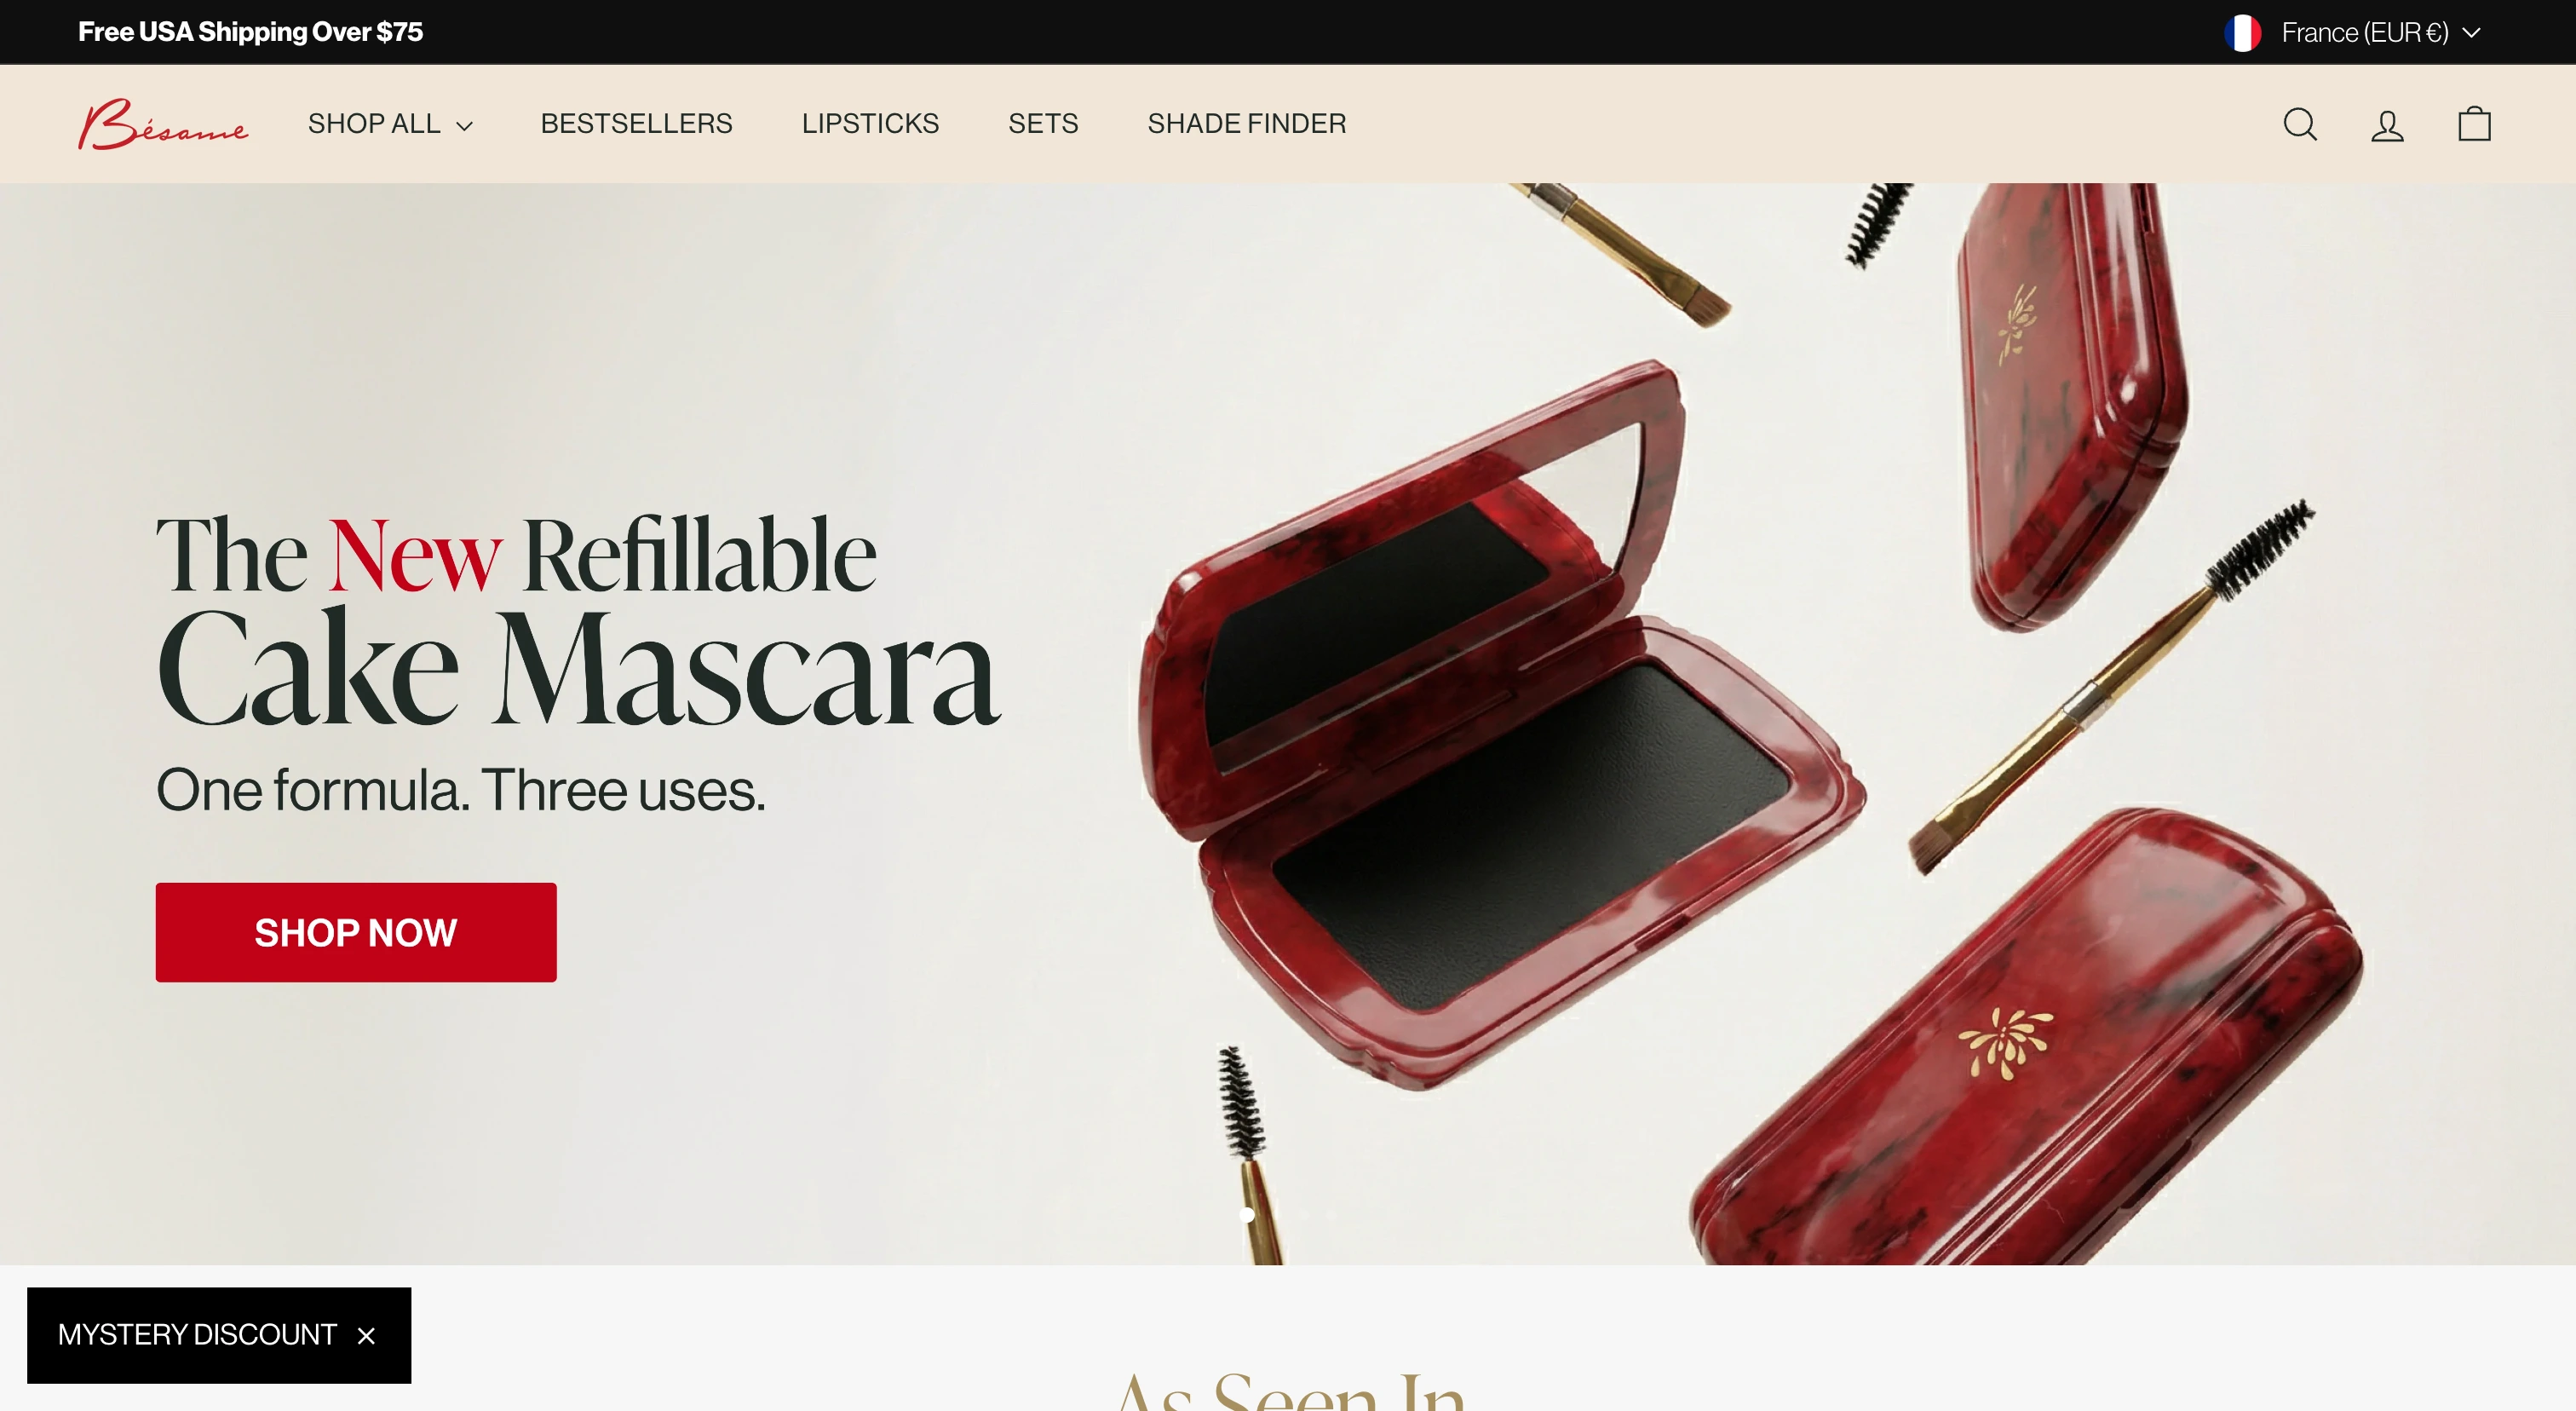 Free USA Shipping Over $75
France (EUR €)
Bésame
SHOP ALL
BESTSELLERS
LIPSTICKS
SETS
SHADE FINDER
The New Refillable
Cake Mascara
One formula. Three uses.
SHOP NOW
MYSTERY DISCOUNT
As Seen In